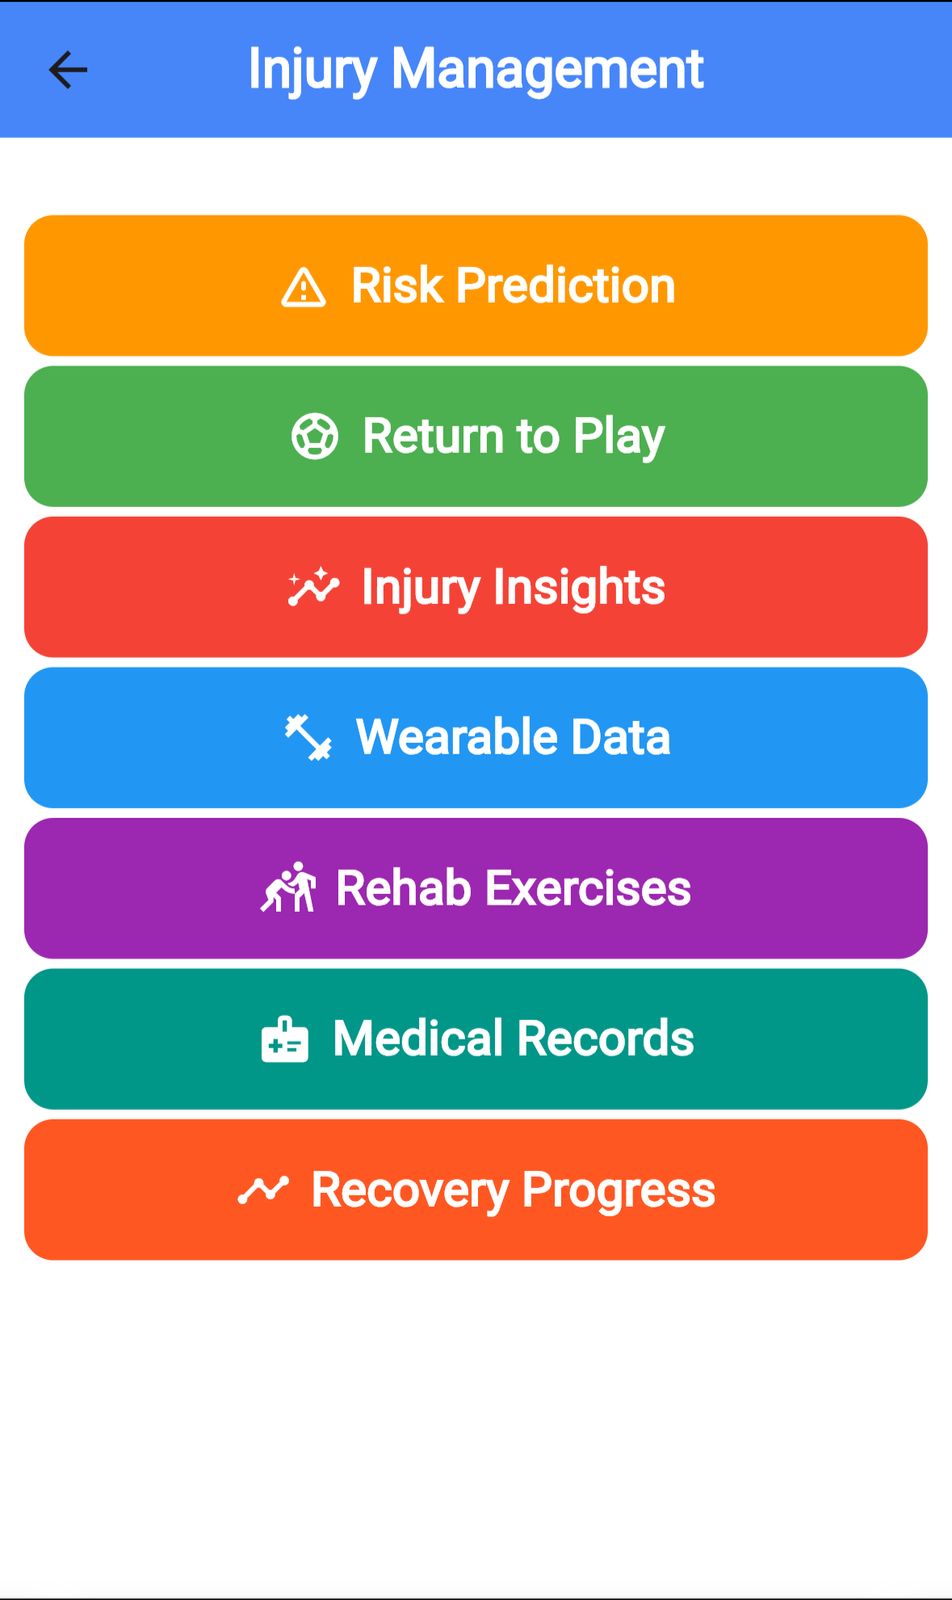 Injury Management
Risk Prediction
Return to Play
Injury Insights
Wearable Data
Rehab Exercises
Medical Records
Recovery Progress